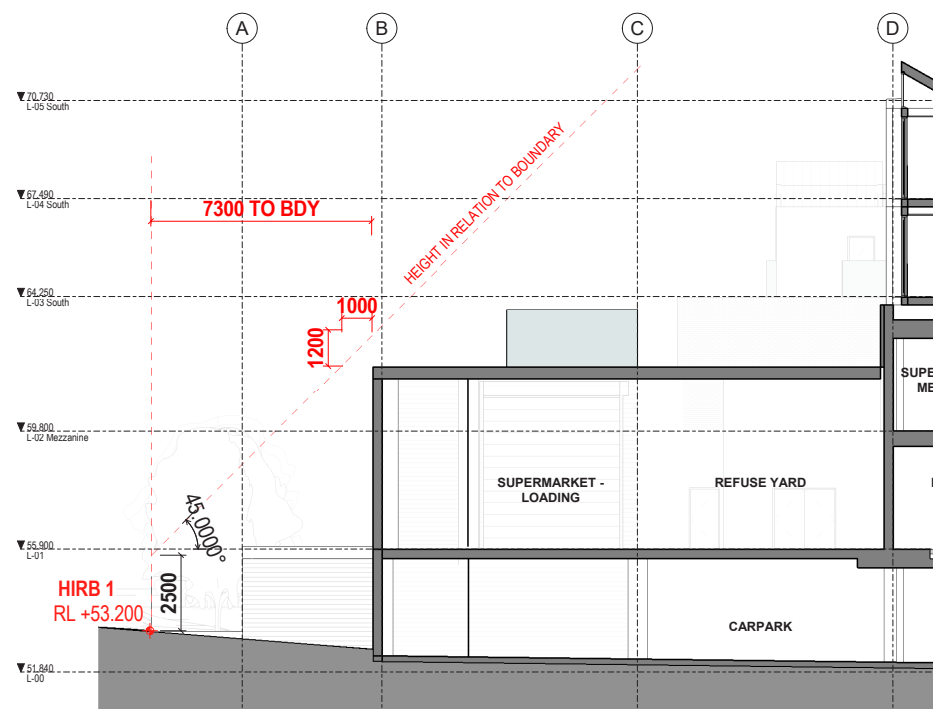 A
B
C
D
70.730
L-05 South
67.490
L-04 South
7300 TO BDY
HEIGHT IN RELATION TO BOUNDARY
64.250
L-03 South
1000
1200
SUPE
ME
59.800
L-02 Mezzanine
SUPERMARKET -
LOADING
REFUSE YARD
45.0000°
55.900
L-01
2500
HIRB 1
RL +53.200
CARPARK
51.840
L-00